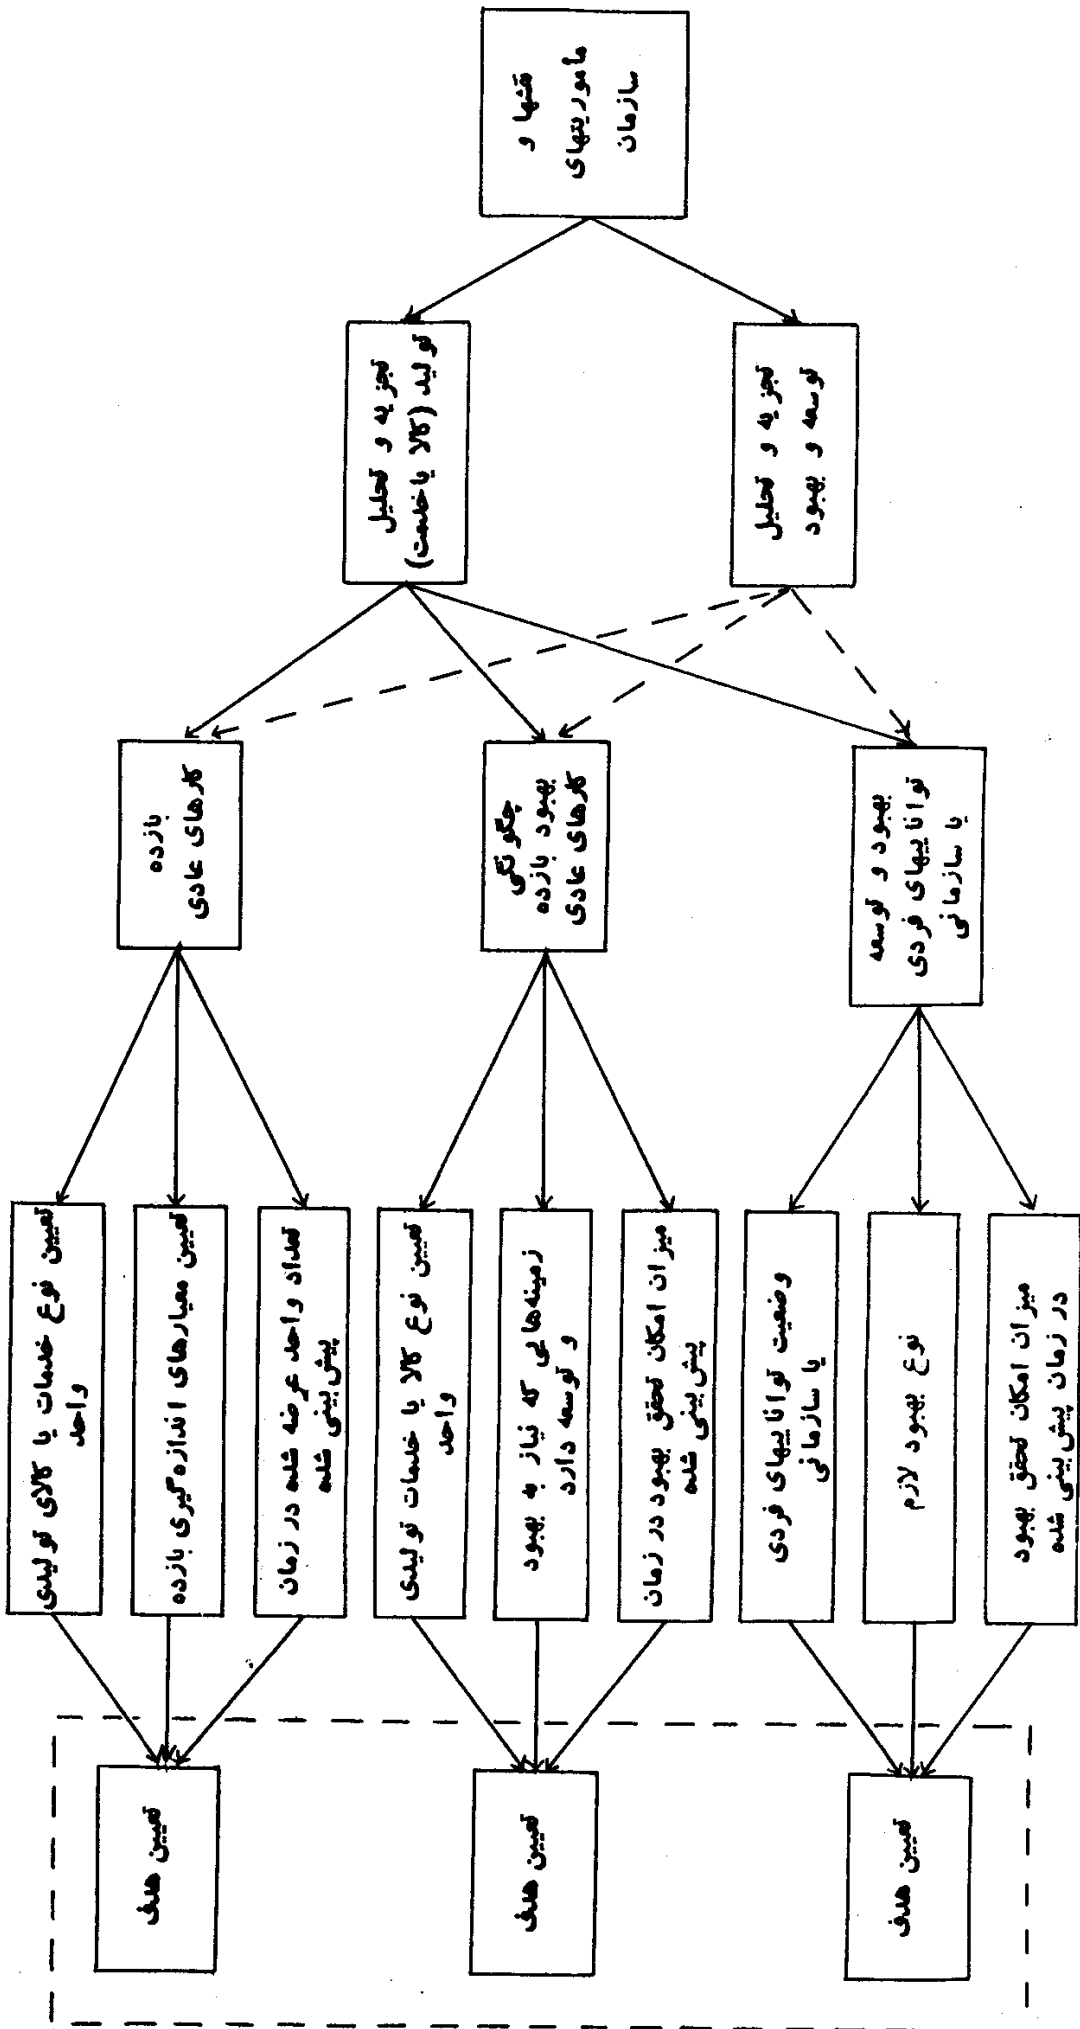 نقشها و
مأموریتهای
سازمان
تجزیه و تحلیل
تولید (کالا یا خدمت)
تجزیه و تحلیل
توسعه و بهبود
بازده
کارهای عادی
چگونگی
بهبود بازده
کارهای عادی
بهبود و توسعه
تواناییهای فردی
یا سازمانی
تعیین نوع خدمات یا کالای تولیدی
واحد
تعیین معیارهای اندازه‌گیری بازده
تعداد واحد عرضه شده در زمان
پیش‌بینی شده
تعیین نوع کالا یا خدمات تولیدی
واحد
زمینه‌هایی که نیاز به بهبود
و توسعه دارد
میزان امکان تحقق بهبود در زمان
پیش‌بینی شده
وضعیت تواناییهای فردی
یا سازمانی
نوع بهبود لازم
میزان امکان تحقق بهبود
در زمان پیش‌بینی شده
تعیین هدف
تعیین هدف
تعیین هدف